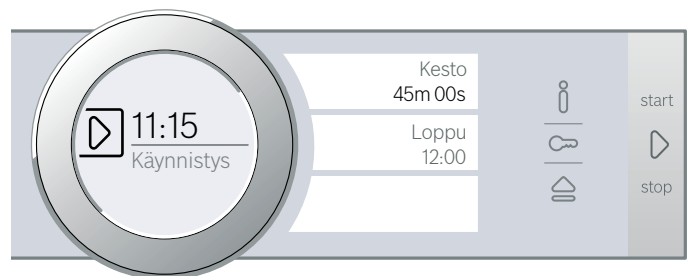 11:15
Käynnistys
Kesto
45m 00s
Loppu
12:00
start
stop